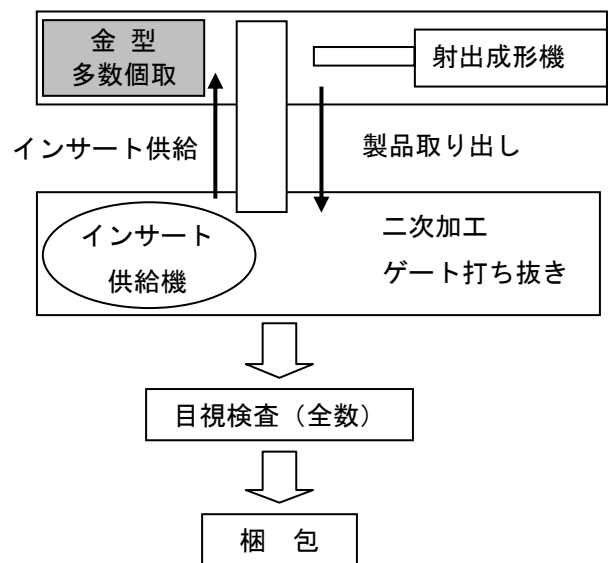 金 型
多数個取
射出成形機
インサート供給
製品取り出し
インサート
供給機
二次加工
ゲート打ち抜き
目視検査（全数）
梱 包